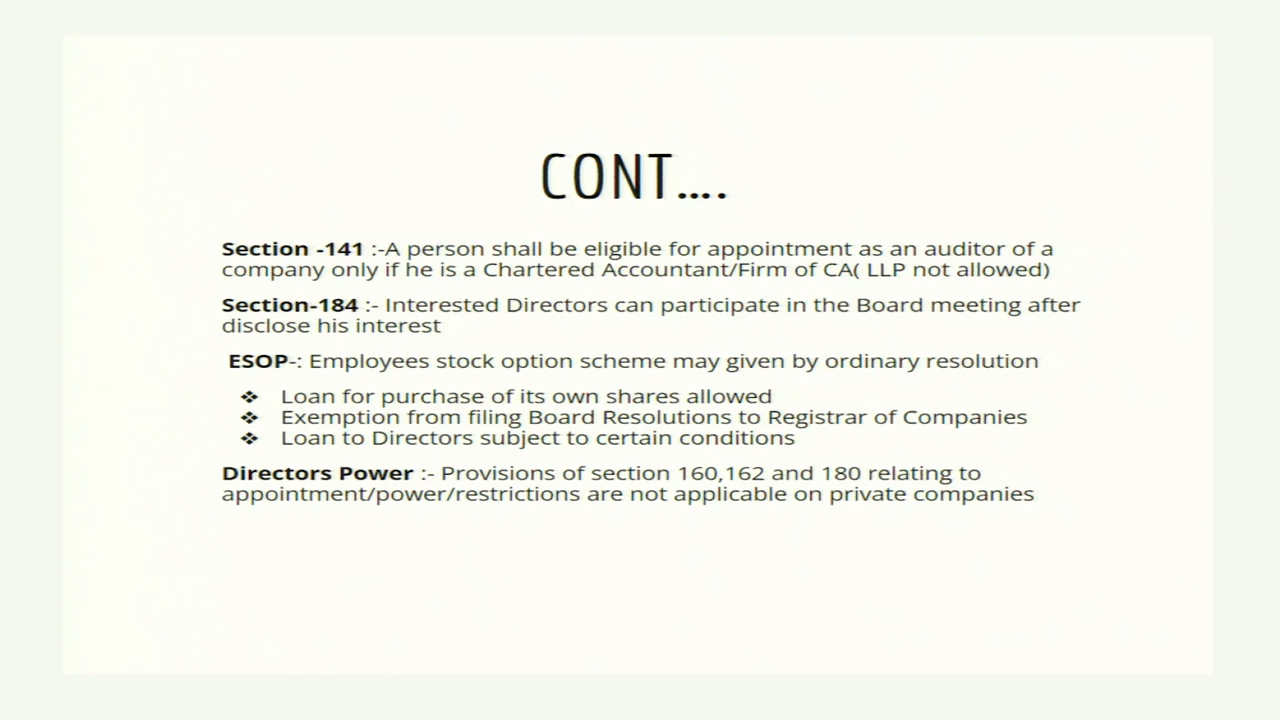 CONT....
Section -141 :-A person shall be eligible for appointment as an auditor of a
company only if he is a Chartered Accountant/Firm of CA( LLP not allowed)
Section-184 :- Interested Directors can participate in the Board meeting after
disclose his interest
ESOP-: Employees stock option scheme may given by ordinary resolution
❖ Loan for purchase of its own shares allowed
❖ Exemption from filing Board Resolutions to Registrar of Companies
❖ Loan to Directors subject to certain conditions
Directors Power :- Provisions of section 160,162 and 180 relating to
appointment/power/restrictions are not applicable on private companies